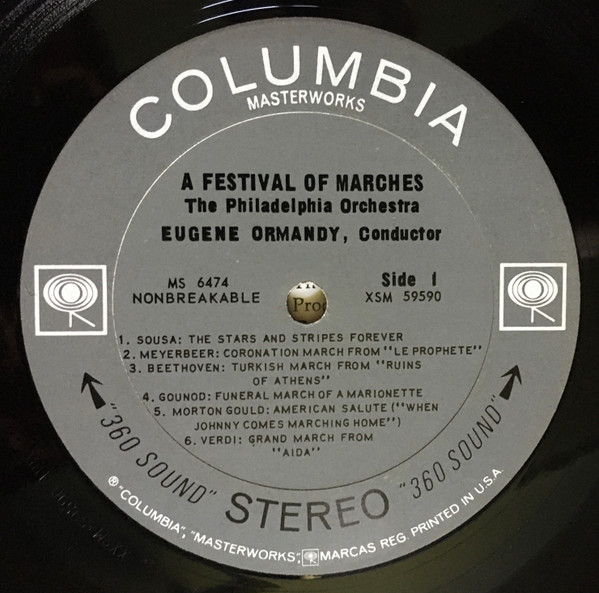 COLUMBIA
MASTERWORKS
A FESTIVAL OF MARCHES
The Philadelphia Orchestra
EUGENE ORMANDY, Conductor
MS 6474
NONBREAKABLE
Side 1
XSM 59590
Pro
1. SOUSA: THE STARS AND STRIPES FOREVER
2. MEYERBEER: CORONATION MARCH FROM "LE PROPHETE"
3. BEETHOVEN: TURKISH MARCH FROM "RUINS
OF ATHENS"
4. GOUNOD: FUNERAL MARCH OF A MARIONETTE
5. MORTON GOULD: AMERICAN SALUTE ("WHEN
JOHNNY COMES MARCHING HOME")
6. VERDI: GRAND MARCH FROM
"AIDA"
"360 SOUND" STEREO "360 SOUND"
® "COLUMBIA", "MASTERWORKS", MARCAS REG. PRINTED IN U.S.A.